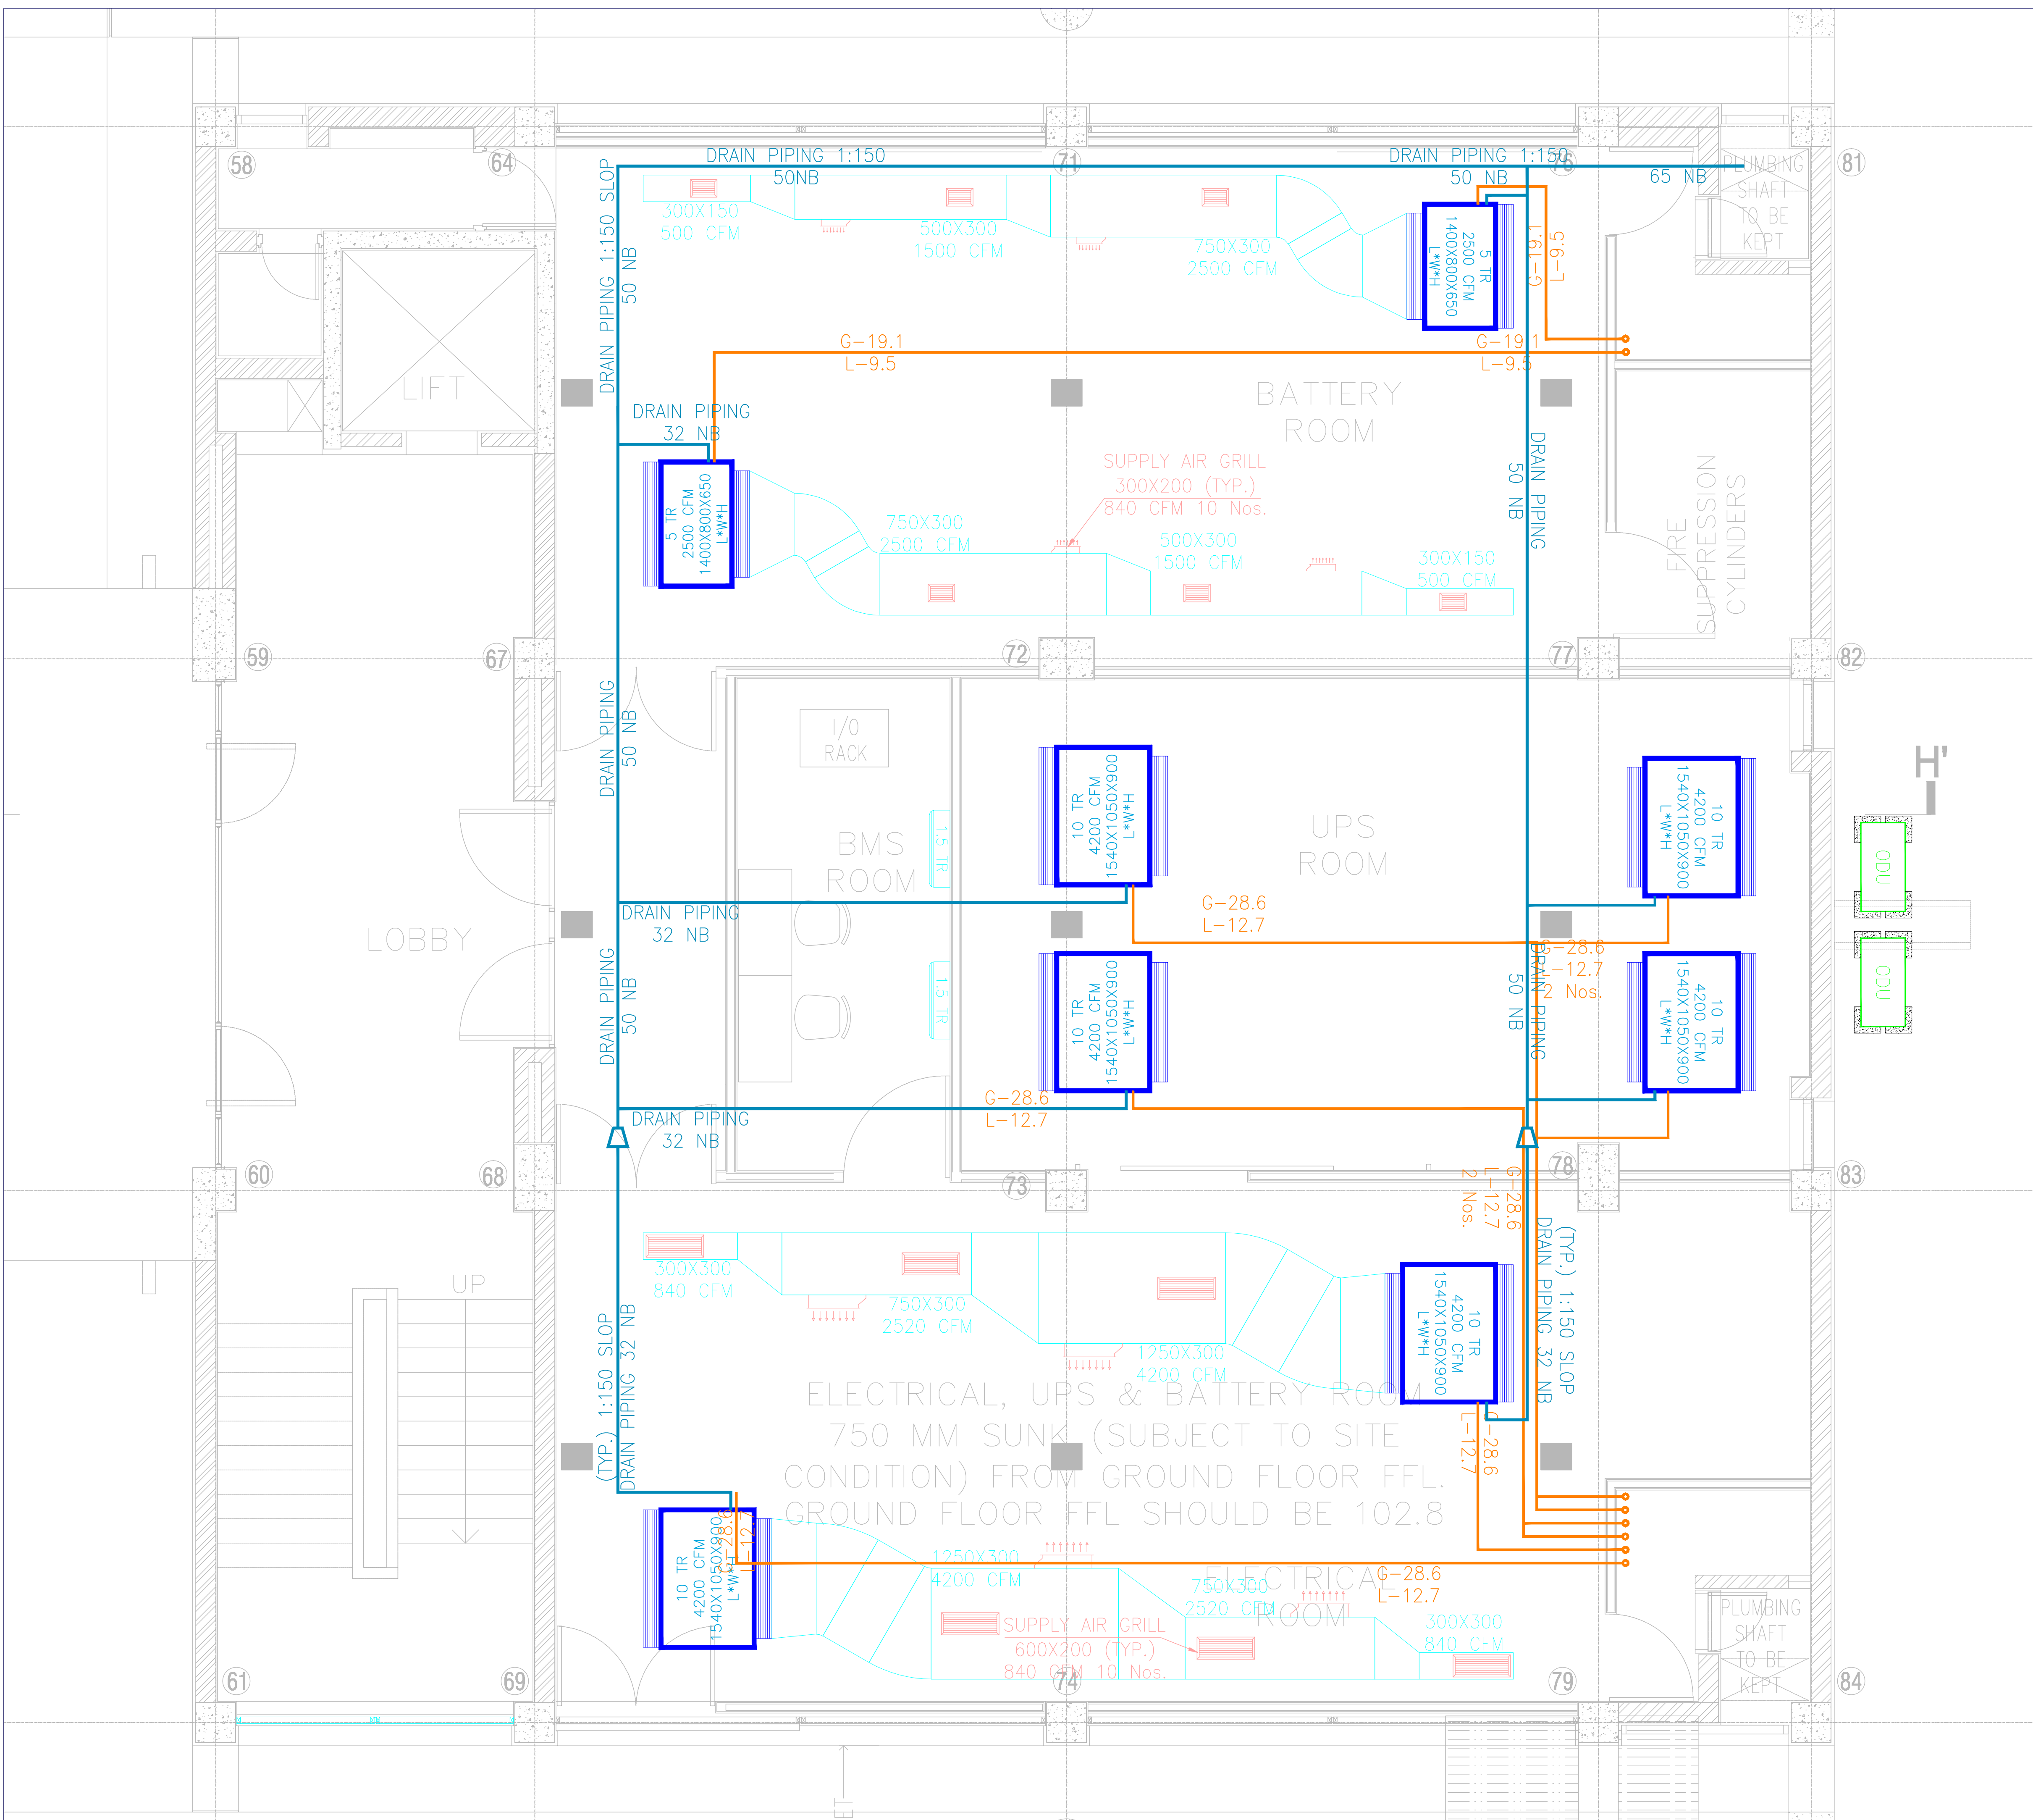 58
64
71
76
81
DRAIN PIPING 1:150
50NB
DRAIN PIPING 1:150
50 NB
65 NB
PLUMBING
SHAFT
TO BE
KEPT
DRAIN PIPING 1:150 SLOP
50 NB
300X150
500 CFM
500X300
1500 CFM
750X300
2500 CFM
5 TR
2500 CFM
1400X800X650
L*W*H
G-19.1
L-9.5
G-19.1
L-9.5
G-19.1
L-9.5
LIFT
BATTERY
ROOM
DRAIN PIPING
32 NB
SUPPLY AIR GRILL
300X200 (TYP.)
840 CFM 10 Nos.
DRAIN PIPING
50 NB
FIRE
SUPPRESSION
CYLINDERS
5 TR
2500 CFM
1400X800X650
L*W*H
750X300
2500 CFM
500X300
1500 CFM
300X150
500 CFM
59
67
72
77
82
DRAIN PIPING
50 NB
I/O
RACK
BMS
ROOM
1.5 TR
10 TR
4200 CFM
1540X1050X900
L*W*H
UPS
ROOM
10 TR
4200 CFM
1540X1050X900
L*W*H
H'
ODU
LOBBY
DRAIN PIPING
32 NB
G-28.6
L-12.7
G-28.6
L-12.7
2 Nos.
DRAIN PIPING
50 NB
DRAIN PIPING
50 NB
1.5 TR
10 TR
4200 CFM
1540X1050X900
L*W*H
10 TR
4200 CFM
1540X1050X900
L*W*H
ODU
G-28.6
L-12.7
DRAIN PIPING
32 NB
60
68
73
78
83
G-28.6
L-12.7
2 Nos.
UP
300X300
840 CFM
750X300
2520 CFM
1250X300
4200 CFM
10 TR
4200 CFM
1540X1050X900
L*W*H
(TYP.) 1:150 SLOP
DRAIN PIPING 32 NB
(TYP.) 1:150 SLOP
DRAIN PIPING 32 NB
ELECTRICAL, UPS & BATTERY ROOM
750 MM SUNK (SUBJECT TO SITE
CONDITION) FROM GROUND FLOOR FFL.
GROUND FLOOR FFL SHOULD BE 102.8
G-28.6
L-12.7
G-28.6
L-12.7
10 TR
4200 CFM
1540X1050X900
L*W*H
1250X300
4200 CFM
ELECTRICAL
ROOM
750X300
2520 CFM
G-28.6
L-12.7
SUPPLY AIR GRILL
600X200 (TYP.)
840 CFM 10 Nos.
300X300
840 CFM
PLUMBING
SHAFT
TO BE
KEPT
61
69
74
79
84